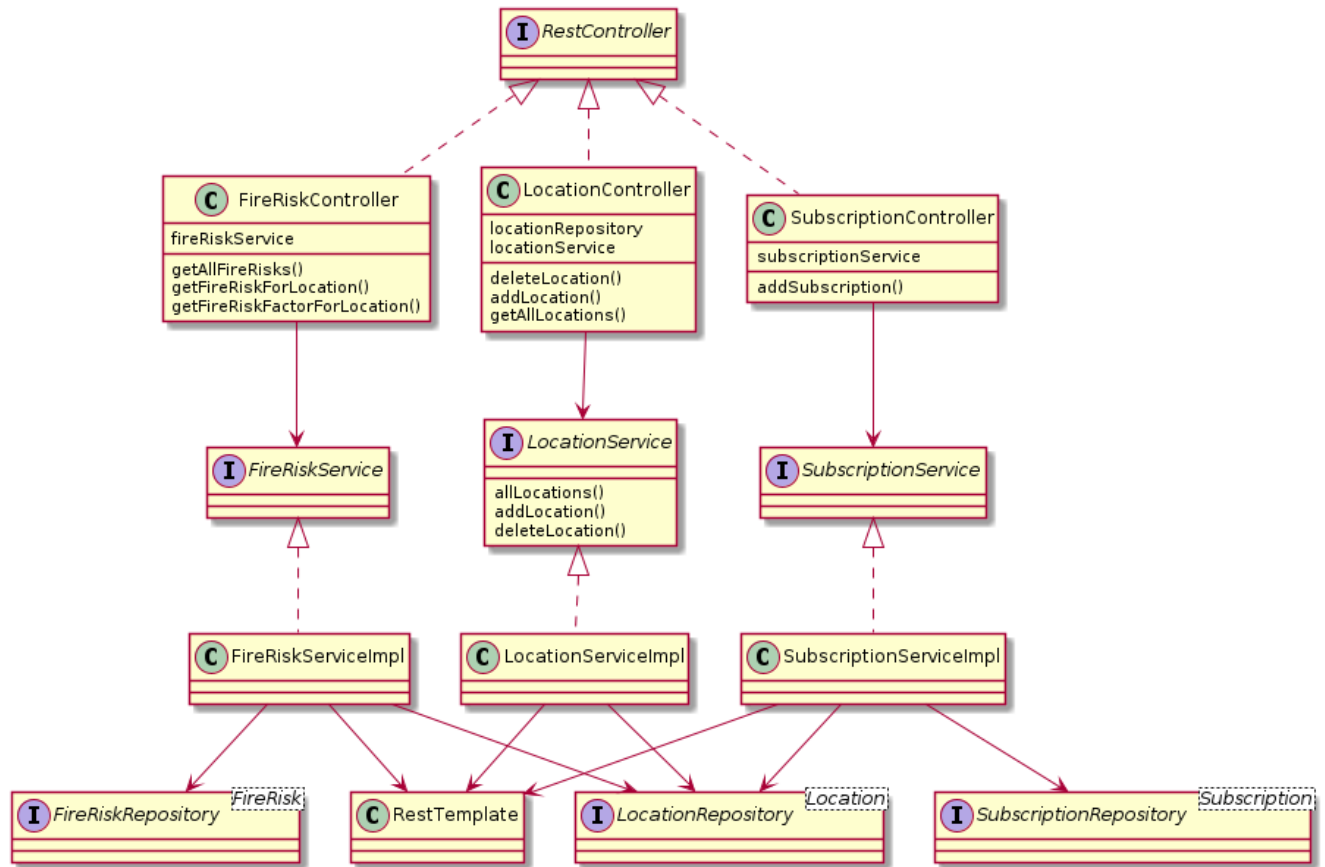 I RestController
C FireRiskController
fireRiskService
getAllFireRisks()
getFireRiskForLocation()
getFireRiskFactorForLocation()
C LocationController
locationRepository
locationService
deleteLocation()
addLocation()
getAllLocations()
C SubscriptionController
subscriptionService
addSubscription()
I FireRiskService
I LocationService
allLocations()
addLocation()
deleteLocation()
I SubscriptionService
C FireRiskServiceImpl
C LocationServiceImpl
C SubscriptionServiceImpl
I FireRiskRepository
FireRisk
C RestTemplate
I LocationRepository
Location
I SubscriptionRepository
Subscription